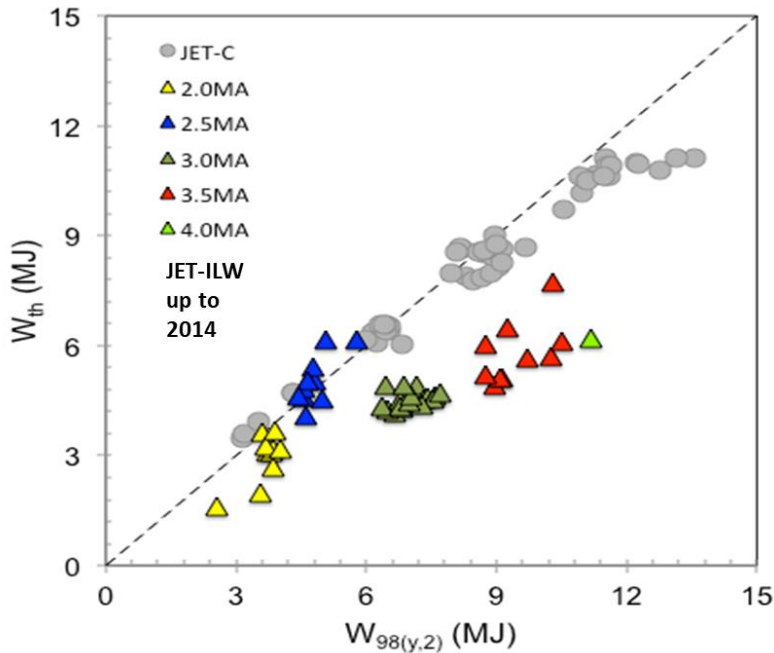 15
12
9
6
3
0
W_th (MJ)
JET-C
2.0MA
2.5MA
3.0MA
3.5MA
4.0MA
JET-ILW
up to
2014
0 3 6 9 12 15
W_98(y,2) (MJ)